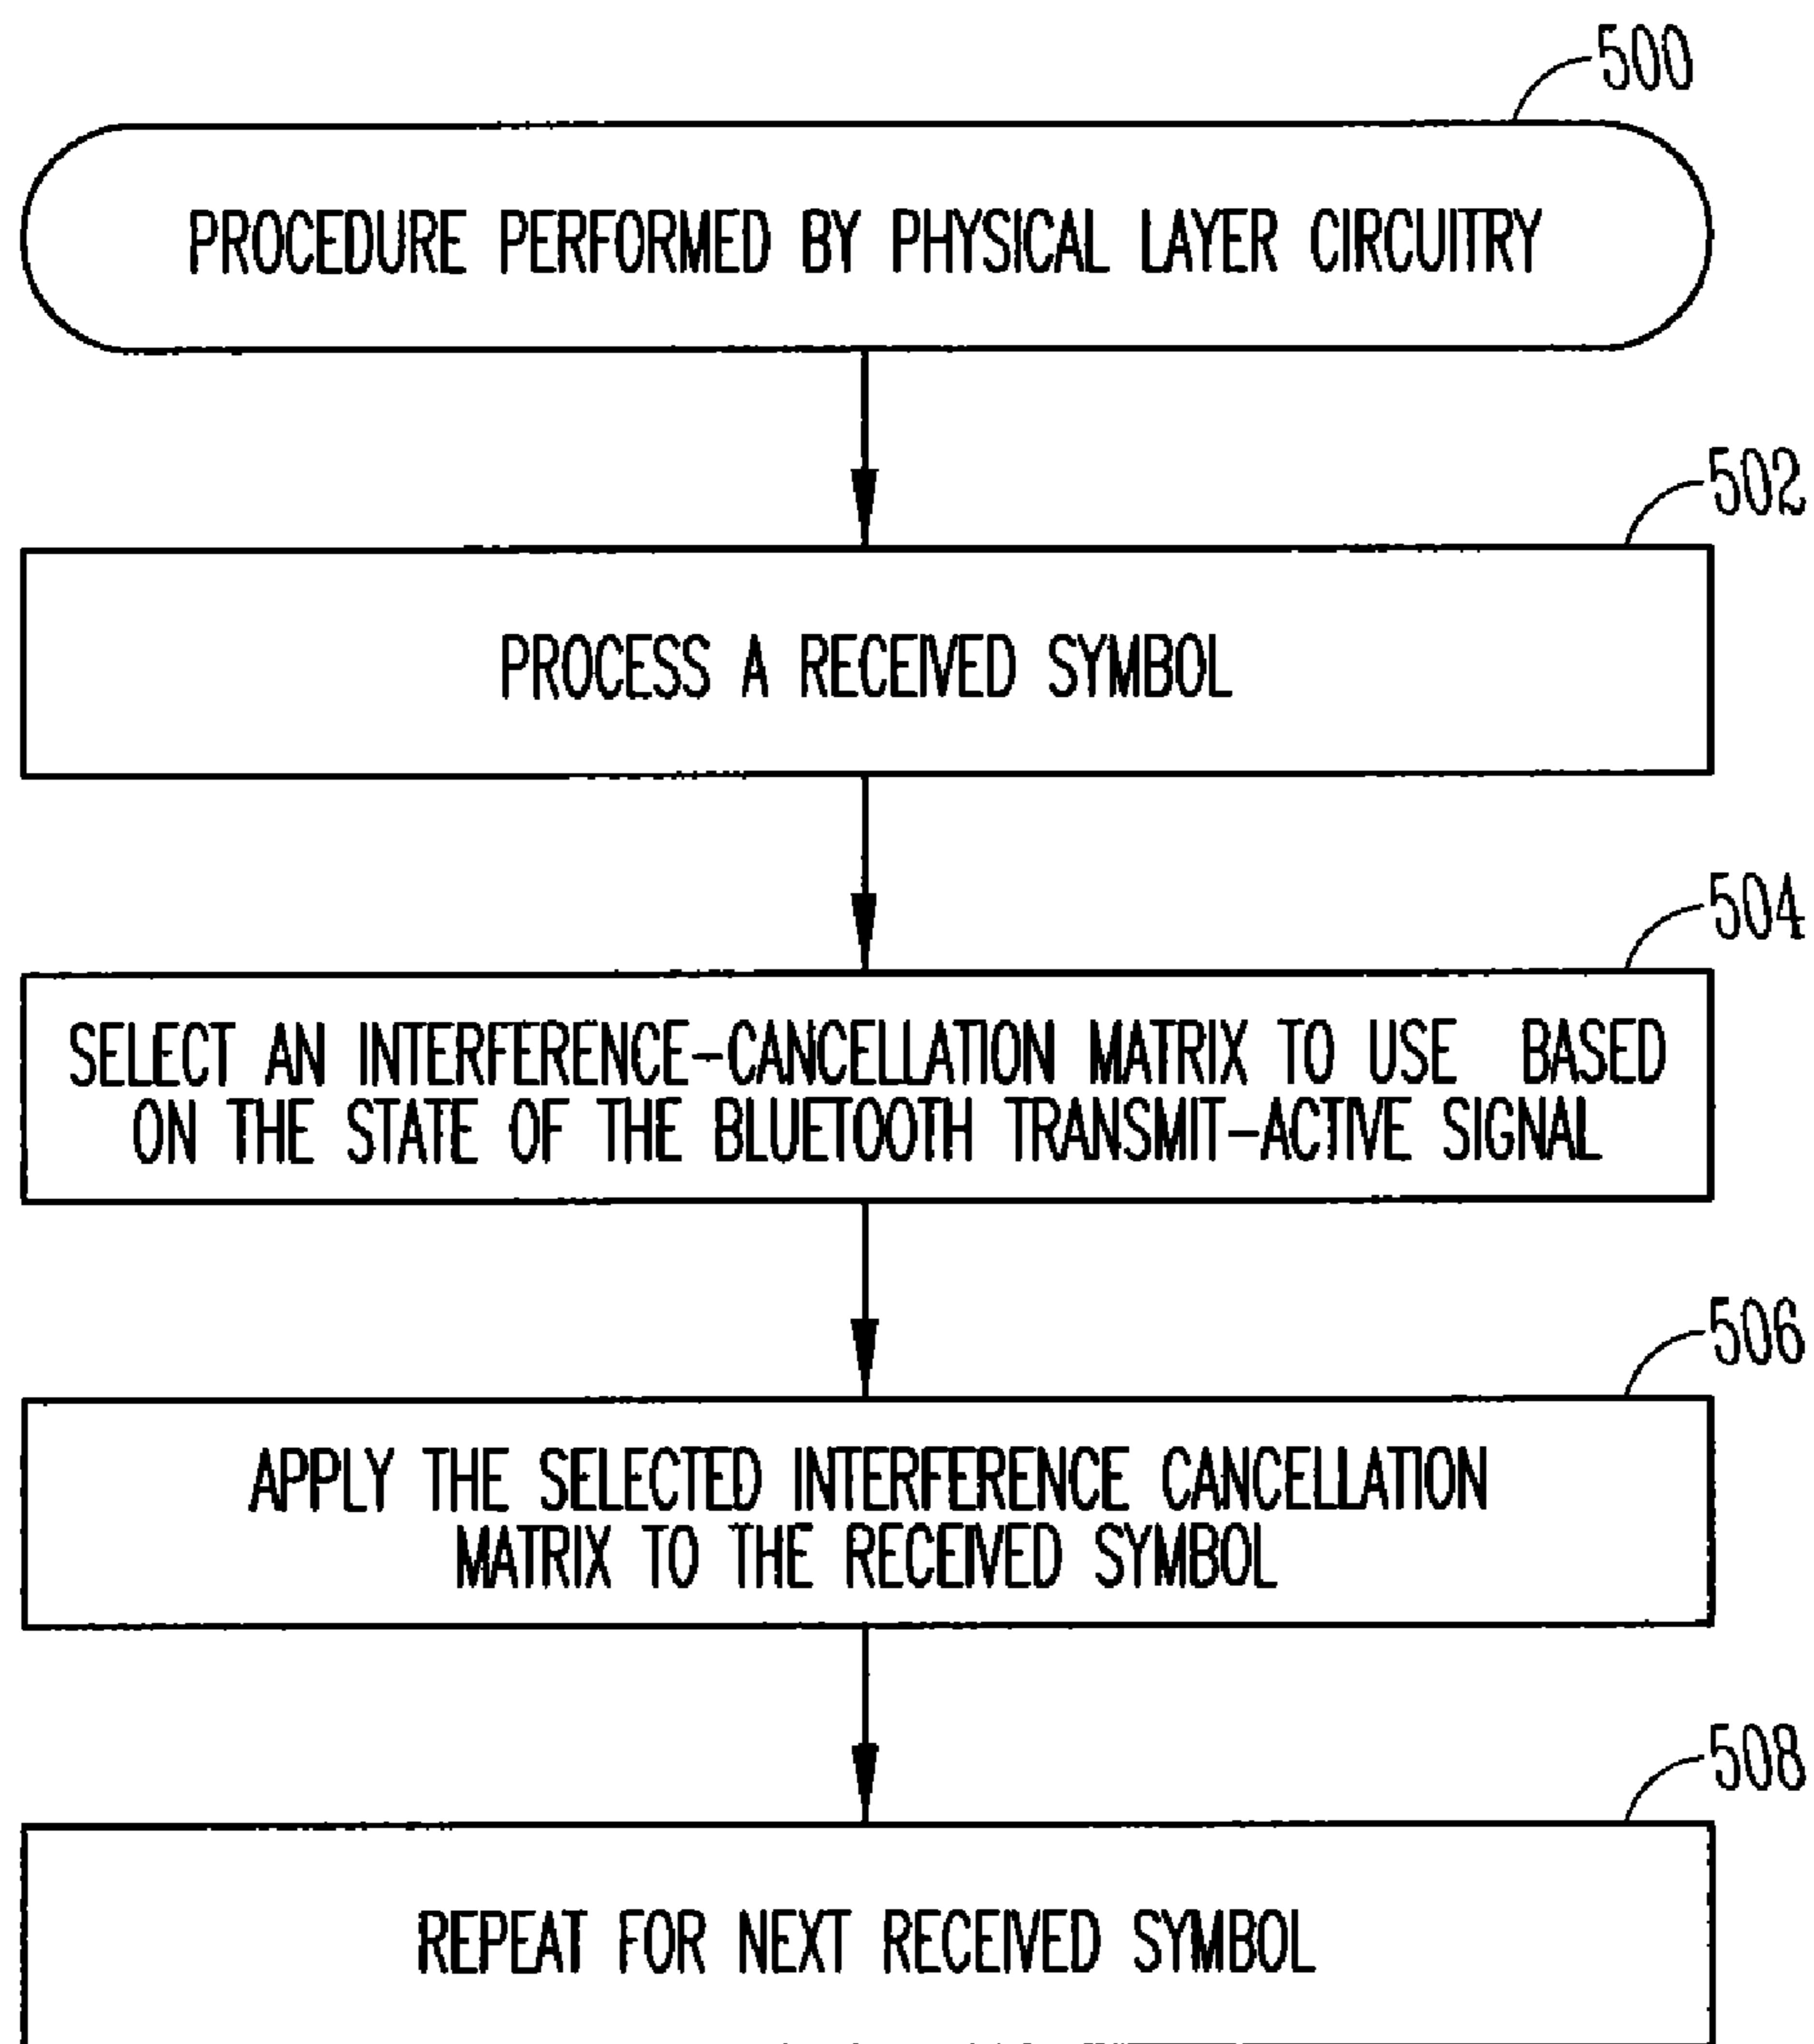 500
PROCEDURE PERFORMED BY PHYSICAL LAYER CIRCUITRY
502
PROCESS A RECEIVED SYMBOL
504
SELECT AN INTERFERENCE-CANCELLATION MATRIX TO USE BASED
ON THE STATE OF THE BLUETOOTH TRANSMIT-ACTIVE SIGNAL
506
APPLY THE SELECTED INTERFERENCE CANCELLATION
MATRIX TO THE RECEIVED SYMBOL
508
REPEAT FOR NEXT RECEIVED SYMBOL